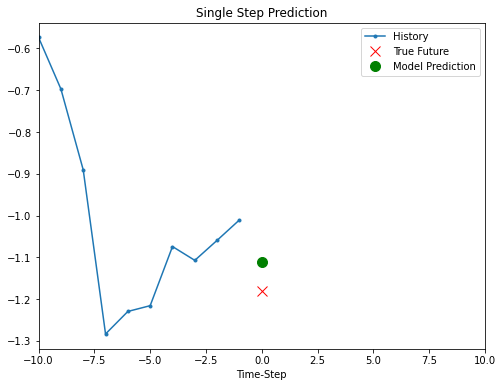 Single Step Prediction
History
True Future
Model Prediction
−0.6
−0.7
−0.8
−0.9
−1.0
−1.1
−1.2
−1.3
−10.0 −7.5 −5.0 −2.5 0.0 2.5 5.0 7.5 10.0
Time-Step